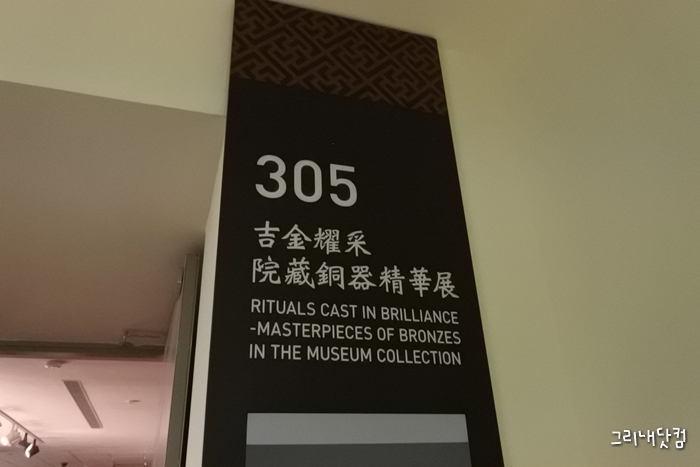 305
吉金耀采
院藏銅器精華展
RITUALS CAST IN BRILLIANCE
-MASTERPIECES OF BRONZES
IN THE MUSEUM COLLECTION
그리내닷컴